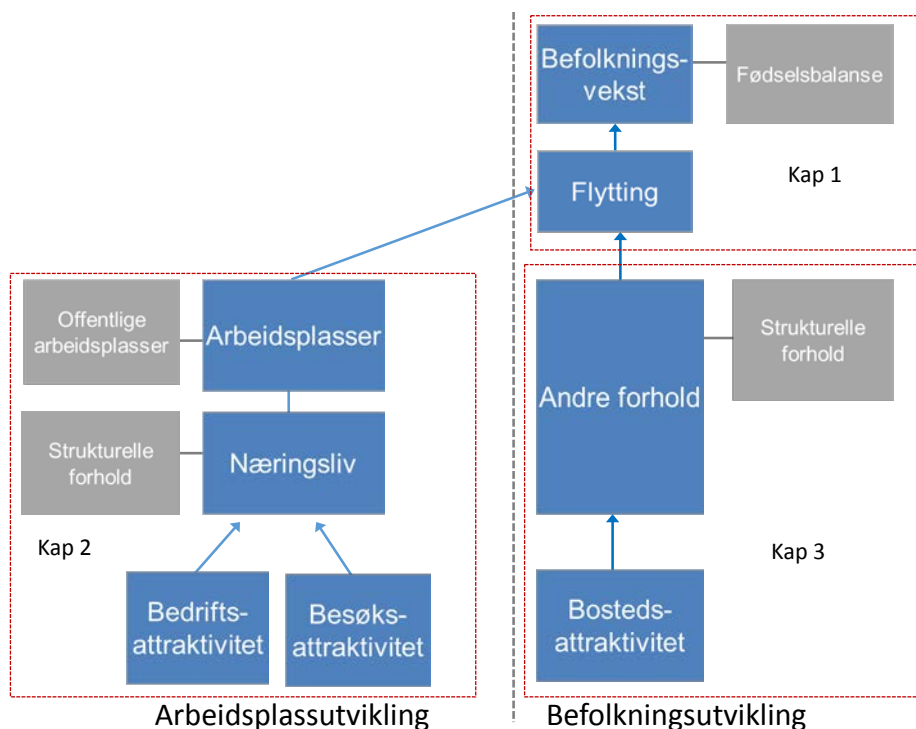 Befolknings-
vekst
Fødselsbalanse
Kap 1
Flytting
Offentlige
arbeidsplasser
Arbeidsplasser
Strukturelle
forhold
Næringsliv
Kap 2
Bedrifts-
attraktivitet
Besøks-
attraktivitet
Andre forhold
Strukturelle
forhold
Kap 3
Bosteds-
attraktivitet
Arbeidsplassutvikling
Befolkningsutvikling